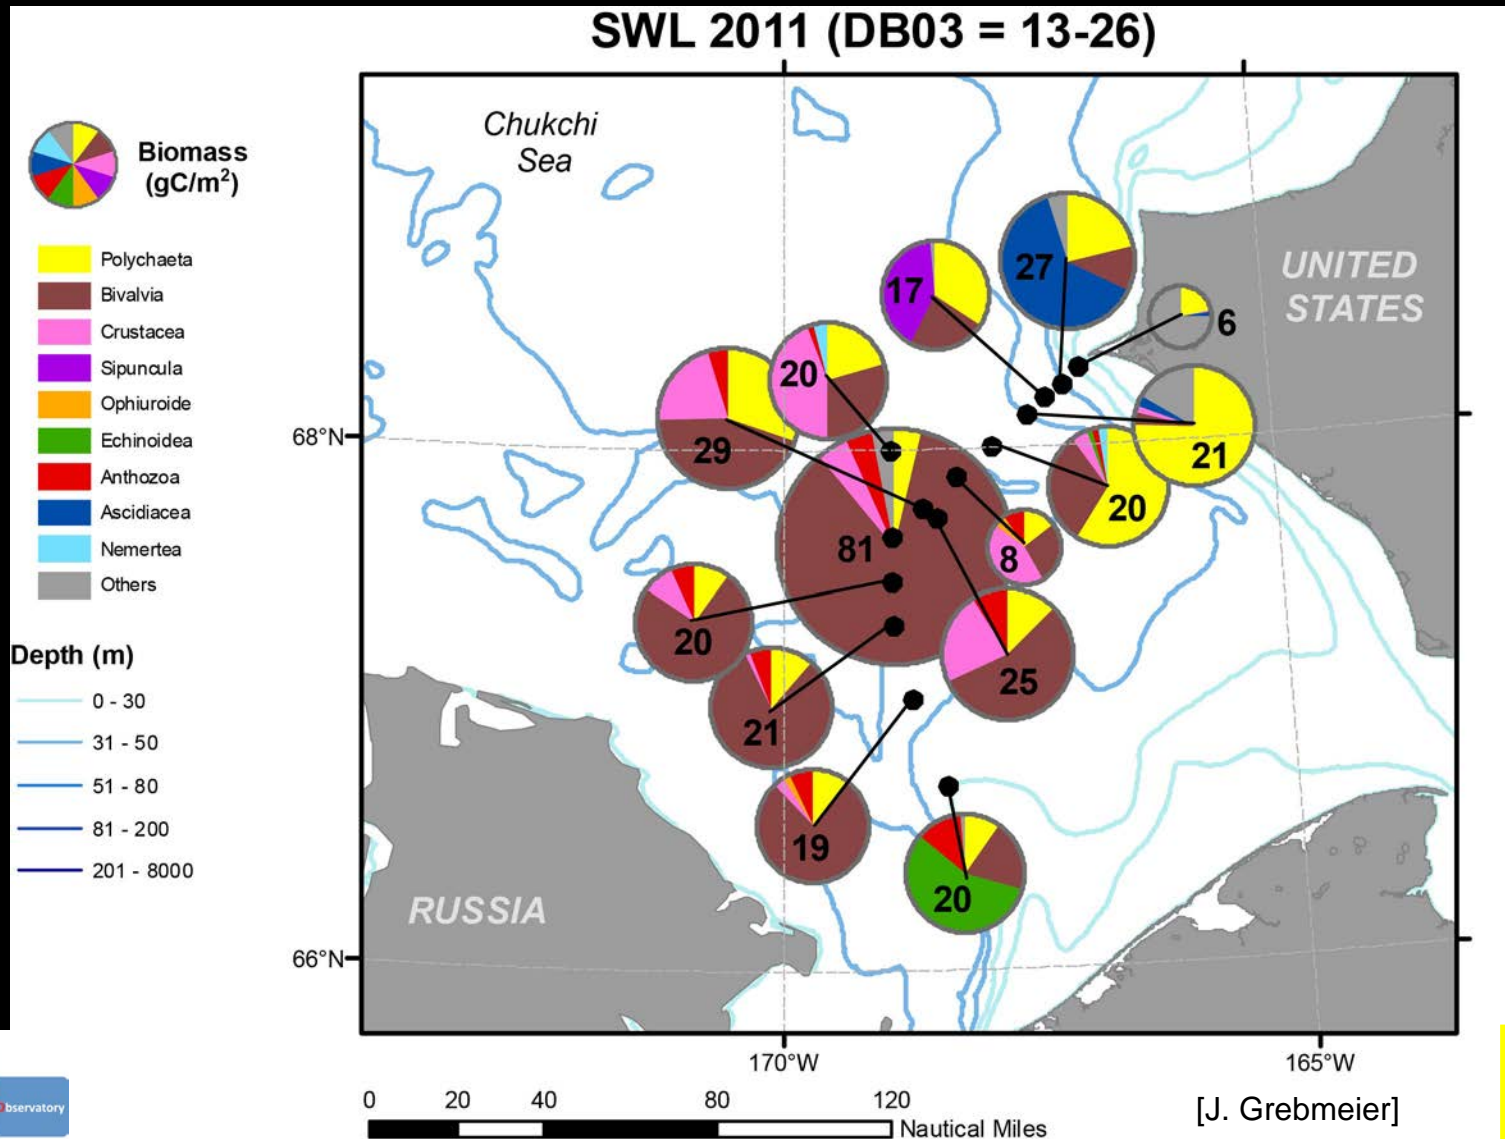 SWL 2011 (DB03 = 13-26)
Chukchi
Sea
Biomass
(gC/m²)
Polychaeta
Bivalvia
Crustacea
Sipuncula
Ophiuroide
Echinoidea
Anthozoa
Ascidiacea
Nemertea
Others
Depth (m)
0 - 30
31 - 50
51 - 80
81 - 200
201 - 8000
UNITED
STATES
RUSSIA
17
27
6
20
29
21
20
81
8
20
25
21
19
20
68°N
66°N
170°W
165°W
0 20 40 80 120
Nautical Miles
[J. Grebmeier]
bservatory